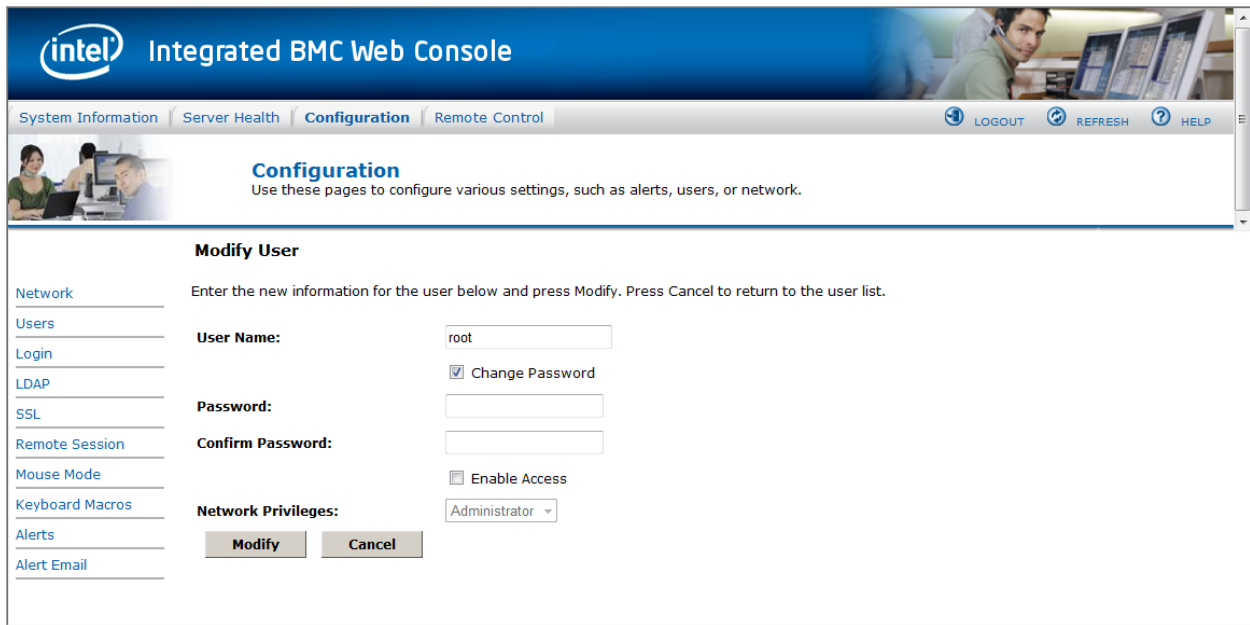 intel Integrated BMC Web Console
System Information Server Health Configuration Remote Control LOGOUT REFRESH ? HELP
Configuration
Use these pages to configure various settings, such as alerts, users, or network.
Modify User
Enter the new information for the user below and press Modify. Press Cancel to return to the user list.
Network
Users
Login
LDAP
SSL
Remote Session
Mouse Mode
Keyboard Macros
Alerts
Alert Email
User Name: root
Change Password
Password:
Confirm Password:
Enable Access
Network Privileges: Administrator
Modify Cancel